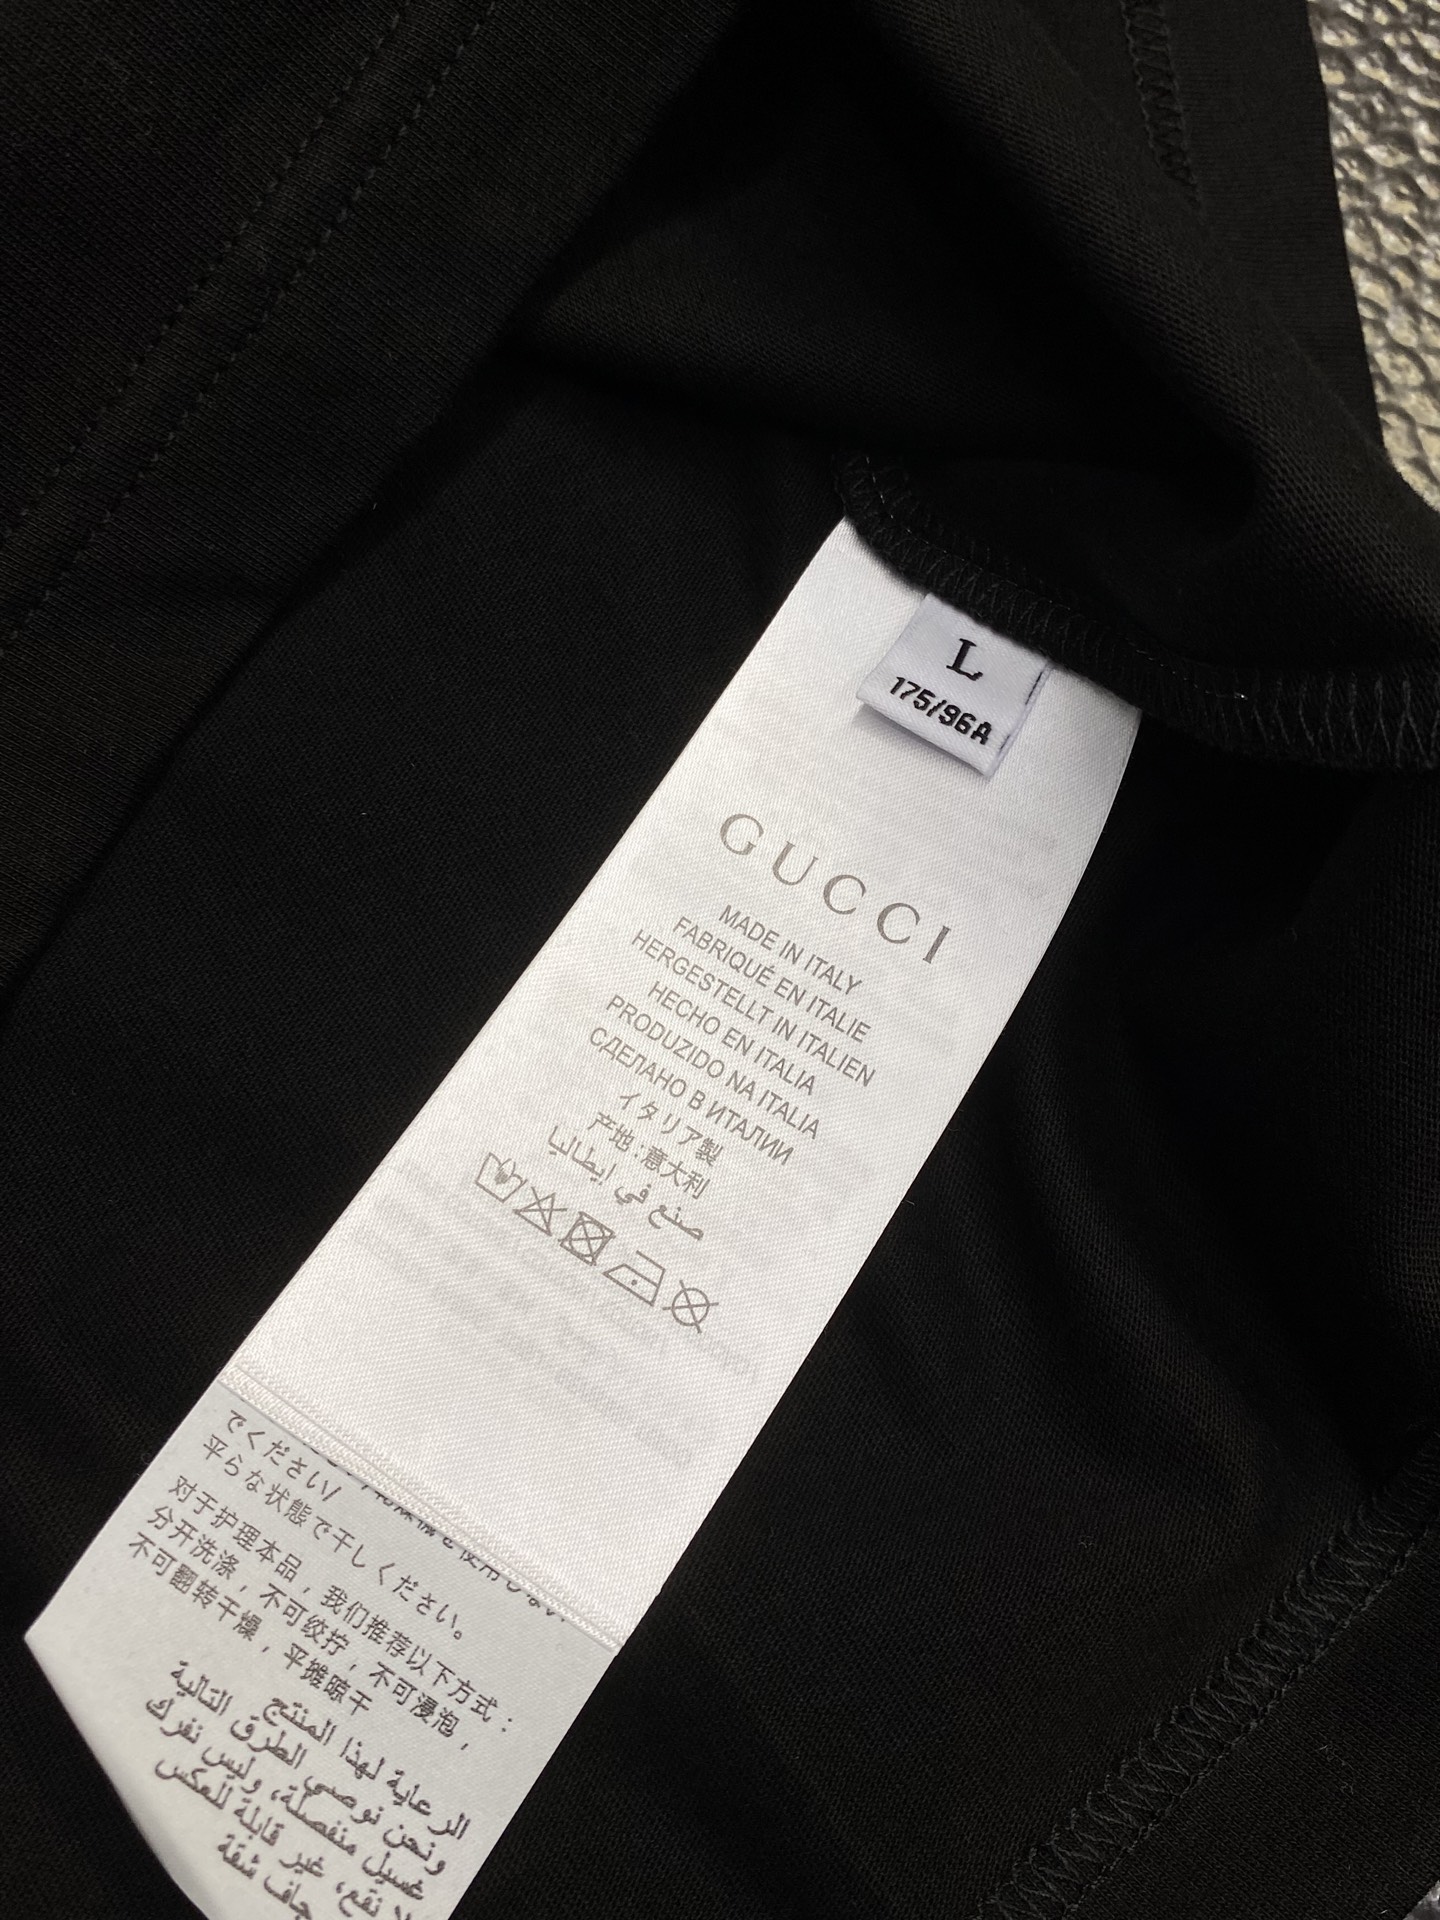 L
175/96A
GUCCI
MADE IN ITALY
FABRIQUÉ EN ITALIE
HERGESTELLT IN ITALIEN
HECHO EN ITALIA
PRODUZIDO NA ITALIA
СДЕЛАНО В ИТАЛИИ
イタリア製
产地:意大利
صنع في إيطاليا
でください/
平らな状態で干しください。
对于护理本品，我们推荐以下方式：
分开洗涤，不可绞拧，不可浸泡，
不可翻转干燥，平摊晾干
الرعاية لهذا المنتج
ونحن نوصي الطرق التالية
غسيل منفصلة، وليس نفرك
لا نقع، غير قابلة للعكس
جاف شقة